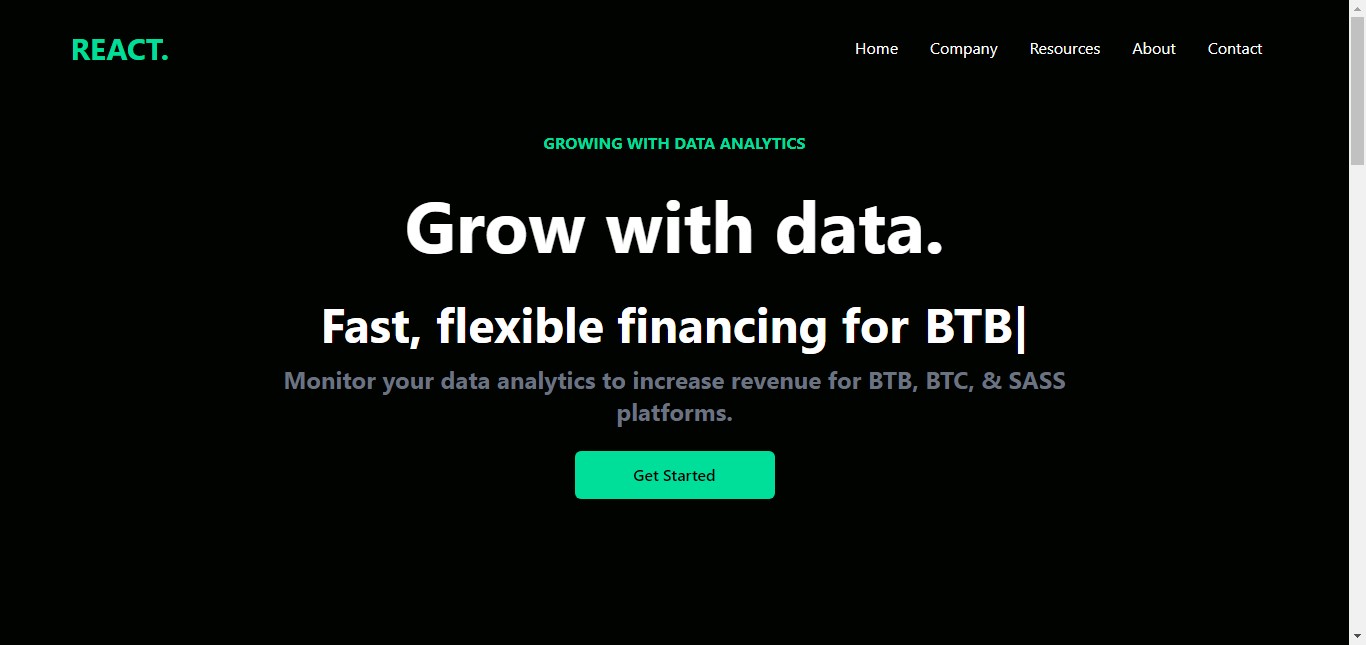 REACT.
Home Company Resources About Contact
GROWING WITH DATA ANALYTICS
Grow with data.
Fast, flexible financing for BTB|
Monitor your data analytics to increase revenue for BTB, BTC, & SASS
platforms.
Get Started